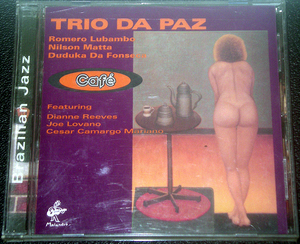 TRIO DA PAZ
Romero Lubambo
Nilson Matta
Duduka Da Fonseca
Café
Featuring
Dianne Reeves
Joe Lovano
Cesar Camargo Mariano
Brazilian Jazz
Malandro